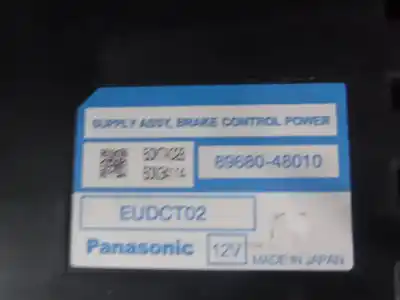 SUPPLY ASSY, BRAKE CONTROL POWER
89680-48010
EUDCT02
Panasonic 12V MADE IN JAPAN